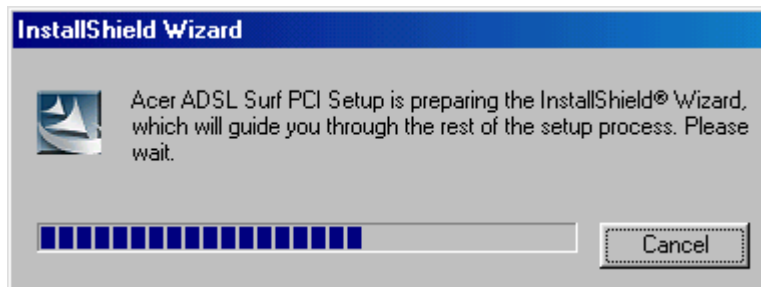 InstallShield Wizard
Acer ADSL Surf PCI Setup is preparing the InstallShield® Wizard,
which will guide you through the rest of the setup process. Please
wait.
Cancel